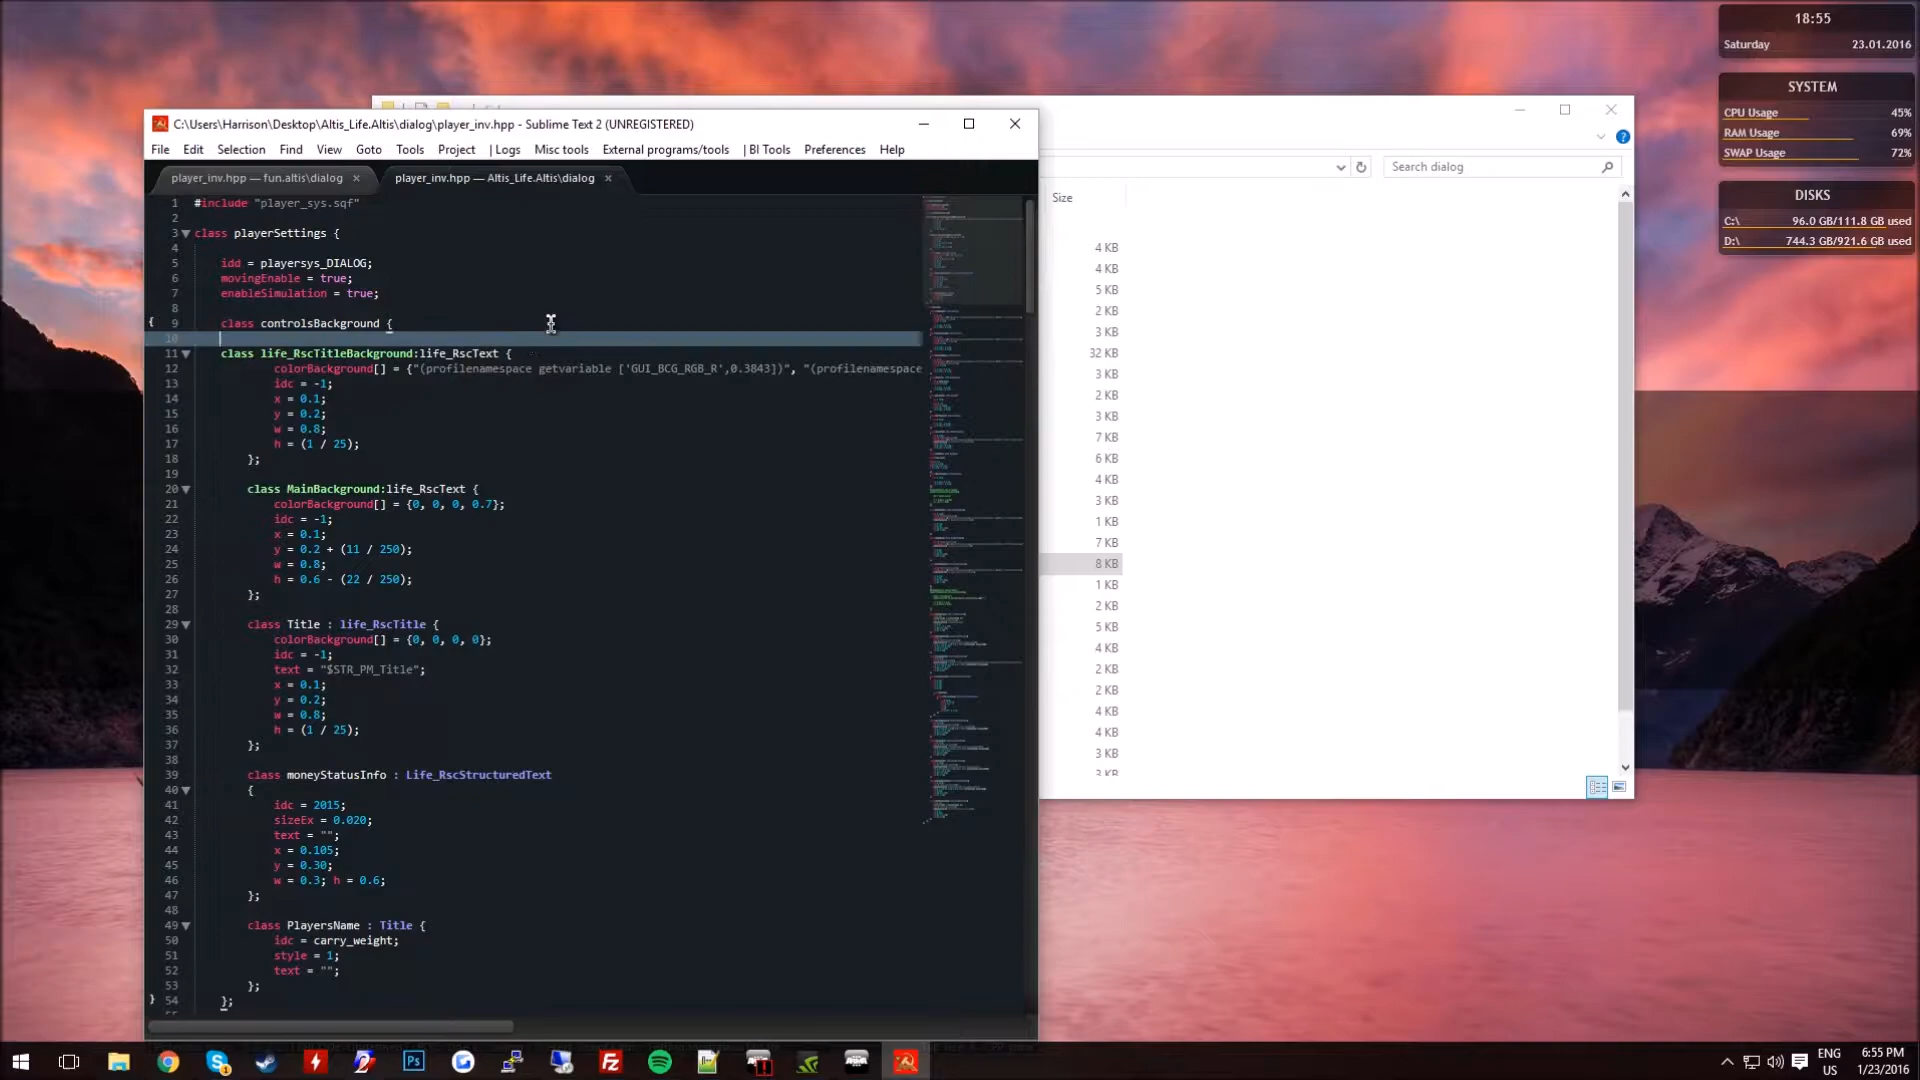 18:55
Saturday 23.01.2016
SYSTEM
CPU Usage 45%
RAM Usage 69%
SWAP Usage 72%
DISKS
C:\ 96.0 GB/111.8 GB used
D:\ 744.3 GB/921.6 GB used
C:\Users\Harrison\Desktop\Altis_Life.Altis\dialog\player_inv.hpp - Sublime Text 2 (UNREGISTERED)
File Edit Selection Find View Goto Tools Project | Logs Misc tools External programs/tools | BI Tools Preferences Help
player_inv.hpp — fun.altis\dialog × player_inv.hpp — Altis_Life.Altis\dialog ×
1 #include "player_sys.sqf"
2
3 class playerSettings {
4
5 idd = playersys_DIALOG;
6 movingEnable = true;
7 enableSimulation = true;
8
{ 9 class controlsBackground {
10
11 class life_RscTitleBackground:life_RscText {
12 colorBackground[] = {"(profilenamespace getvariable ['GUI_BCG_RGB_R',0.3843])", "(profilenamespace
13 idc = -1;
14 x = 0.1;
15 y = 0.2;
16 w = 0.8;
17 h = (1 / 25);
18 };
19
20 class MainBackground:life_RscText {
21 colorBackground[] = {0, 0, 0, 0.7};
22 idc = -1;
23 x = 0.1;
24 y = 0.2 + (11 / 250);
25 w = 0.8;
26 h = 0.6 - (22 / 250);
27 };
28
29 class Title : life_RscTitle {
30 colorBackground[] = {0, 0, 0, 0};
31 idc = -1;
32 text = "$STR_PM_Title";
33 x = 0.1;
34 y = 0.2;
35 w = 0.8;
36 h = (1 / 25);
37 };
38
39 class moneyStatusInfo : Life_RscStructuredText
40 {
41 idc = 2015;
42 sizeEx = 0.020;
43 text = "";
44 x = 0.105;
45 y = 0.30;
46 w = 0.3; h = 0.6;
47 };
48
49 class PlayersName : Title {
50 idc = carry_weight;
51 style = 1;
52 text = "";
53 };
} 54 };
Search dialog
Size
4 KB
4 KB
5 KB
2 KB
3 KB
32 KB
3 KB
2 KB
3 KB
7 KB
6 KB
4 KB
3 KB
1 KB
7 KB
8 KB
1 KB
2 KB
5 KB
4 KB
2 KB
2 KB
4 KB
4 KB
3 KB
3 KB
Ps
ENG
US
6:55 PM
1/23/2016